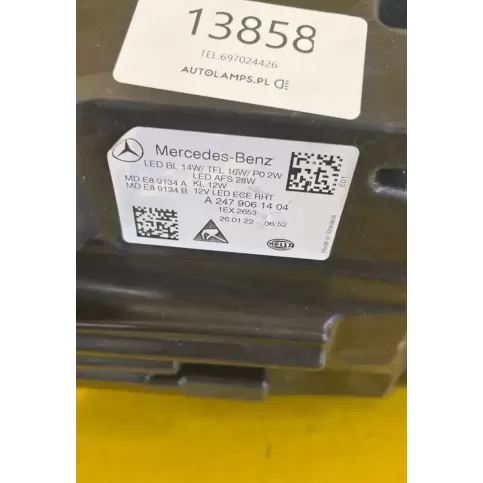 13858
TEL.697024426
AUTOLAMPS.PL
Mercedes-Benz
LED BL 14W/ TFL 16W/ P0 2W
LED AFS 28W
MD E8 9134 A KL 12W
MD E8 9134 B 12V LED ECE RHT
A 247 906 14 04
1EX.2653
26.01.22 06.52
HELLA
E01